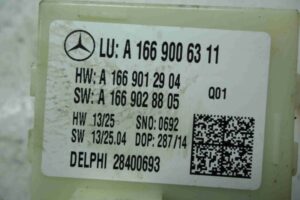 LU: A 166 900 63 11
HW: A 166 901 29 04
SW: A 166 902 88 05 Q01
HW 13/25 SNO: 0692
SW 13/25.04 DOP: 287/14
DELPHI 28400693